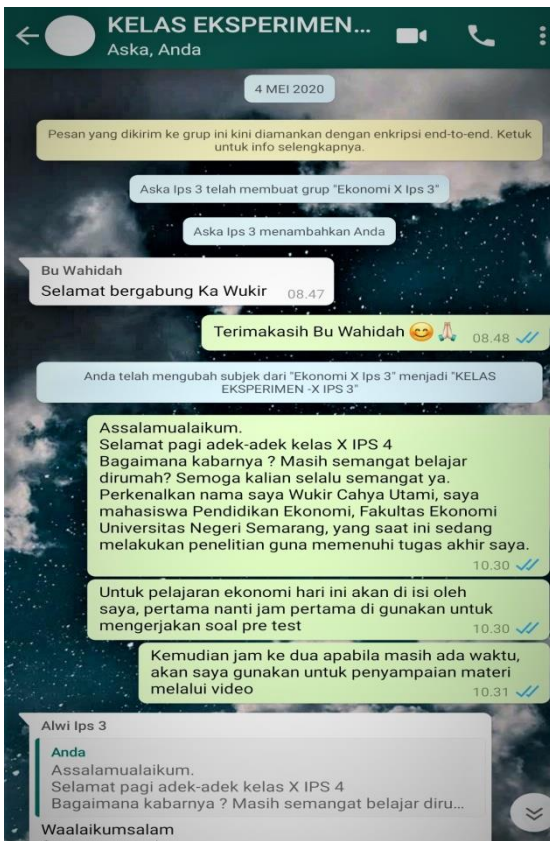 KELAS EKSPERIMEN...
Aska, Anda
4 MEI 2020
Pesan yang dikirim ke grup ini kini diamankan dengan enkripsi end-to-end. Ketuk
untuk info selengkapnya.
Aska Ips 3 telah membuat grup "Ekonomi X Ips 3"
Aska Ips 3 menambahkan Anda
Bu Wahidah
Selamat bergabung Ka Wukir 08.47
Terimakasih Bu Wahidah 😊🙏🏻 08.48
Anda telah mengubah subjek dari "Ekonomi X Ips 3" menjadi "KELAS
EKSPERIMEN -X IPS 3"
Assalamualaikum.
Selamat pagi adek-adek kelas X IPS 4
Bagaimana kabarnya ? Masih semangat belajar
dirumah? Semoga kalian selalu semangat ya.
Perkenalkan nama saya Wukir Cahya Utami, saya
mahasiswa Pendidikan Ekonomi, Fakultas Ekonomi
Universitas Negeri Semarang, yang saat ini sedang
melakukan penelitian guna memenuhi tugas akhir saya.
10.30
Untuk pelajaran ekonomi hari ini akan di isi oleh
saya, pertama nanti jam pertama di gunakan untuk
mengerjakan soal pre test 10.30
Kemudian jam ke dua apabila masih ada waktu,
akan saya gunakan untuk penyampaian materi
melalui video 10.31
Alwi Ips 3
Anda
Assalamualaikum.
Selamat pagi adek-adek kelas X IPS 4
Bagaimana kabarnya ? Masih semangat belajar diru...
Waalaikumsalam